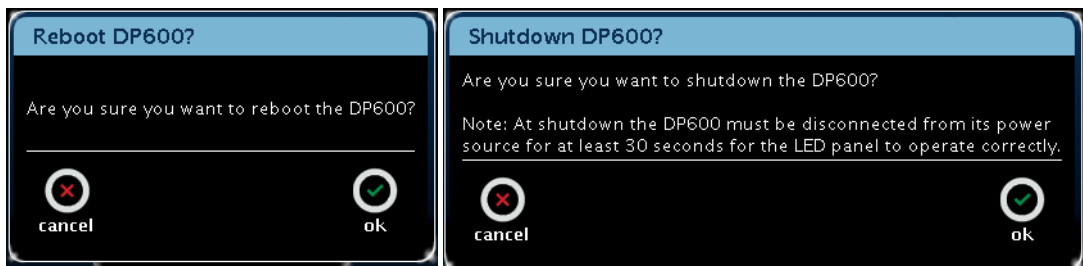 Reboot DP600?
Are you sure you want to reboot the DP600?
cancel
ok
Shutdown DP600?
Are you sure you want to shutdown the DP600?
Note: At shutdown the DP600 must be disconnected from its power
source for at least 30 seconds for the LED panel to operate correctly.
cancel
ok